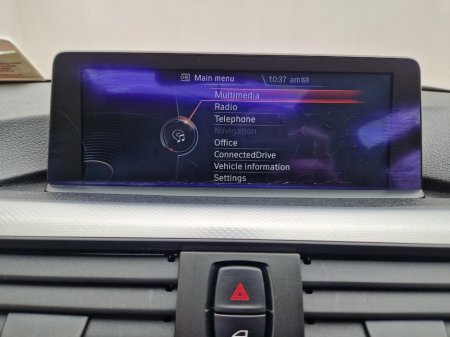 Main menu 10:37 am
Multimedia
Radio
Telephone
Navigation
Office
ConnectedDrive
Vehicle information
Settings